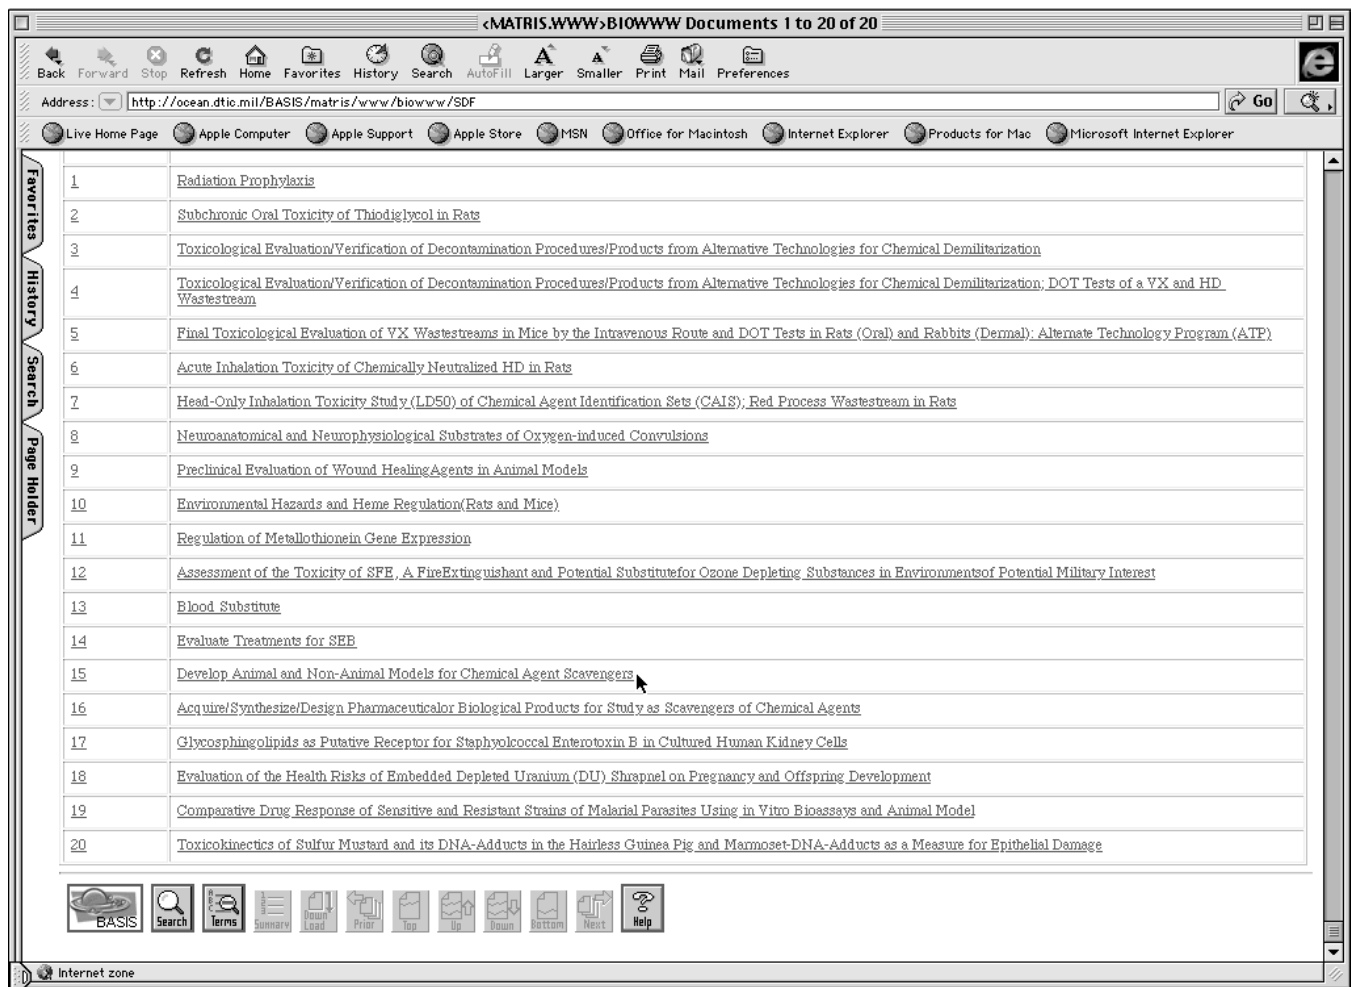 <MATRIS.WWW>BIOWWW Documents 1 to 20 of 20
Back Forward Stop Refresh Home Favorites History Search AutoFill Larger Smaller Print Mail Preferences
Address: http://ocean.dtic.mil/BASIS/matris/www/biowww/SDF Go
Live Home Page Apple Computer Apple Support Apple Store MSN Office for Macintosh Internet Explorer Products for Mac Microsoft Internet Explorer
Favorites
History
Search
Page Holder
1 Radiation Prophylaxis
2 Subchronic Oral Toxicity of Thiodiglycol in Rats
3 Toxicological Evaluation/Verification of Decontamination Procedures/Products from Alternative Technologies for Chemical Demilitarization
4 Toxicological Evaluation/Verification of Decontamination Procedures/Products from Alternative Technologies for Chemical Demilitarization; DOT Tests of a VX and HD
Wastestream
5 Final Toxicological Evaluation of VX Wastestreams in Mice by the Intravenous Route and DOT Tests in Rats (Oral) and Rabbits (Dermal): Alternate Technology Program (ATP)
6 Acute Inhalation Toxicity of Chemically Neutralized HD in Rats
7 Head-Only Inhalation Toxicity Study (LD50) of Chemical Agent Identification Sets (CAIS); Red Process Wastestream in Rats
8 Neuroanatomical and Neurophysiological Substrates of Oxygen-induced Convulsions
9 Preclinical Evaluation of Wound HealingAgents in Animal Models
10 Environmental Hazards and Heme Regulation(Rats and Mice)
11 Regulation of Metallothionein Gene Expression
12 Assessment of the Toxicity of SFE, A FireExtinguishant and Potential Substitutefor Ozone Depleting Substances in Environmentsof Potential Military Interest
13 Blood Substitute
14 Evaluate Treatments for SEB
15 Develop Animal and Non-Animal Models for Chemical Agent Scavengers
16 Acquire/Synthesize/Design Pharmaceuticalor Biological Products for Study as Scavengers of Chemical Agents
17 Glycosphingolipids as Putative Receptor for Staphyolcoccal Enterotoxin B in Cultured Human Kidney Cells
18 Evaluation of the Health Risks of Embedded Depleted Uranium (DU) Shrapnel on Pregnancy and Offspring Development
19 Comparative Drug Response of Sensitive and Resistant Strains of Malarial Parasites Using in Vitro Bioassays and Animal Model
20 Toxicokinectics of Sulfur Mustard and its DNA-Adducts in the Hairless Guinea Pig and Marmoset-DNA-Adducts as a Measure for Epithelial Damage
BASIS Search Terms Summary Down Load Prior Top Up Down Bottom Next Help
Internet zone